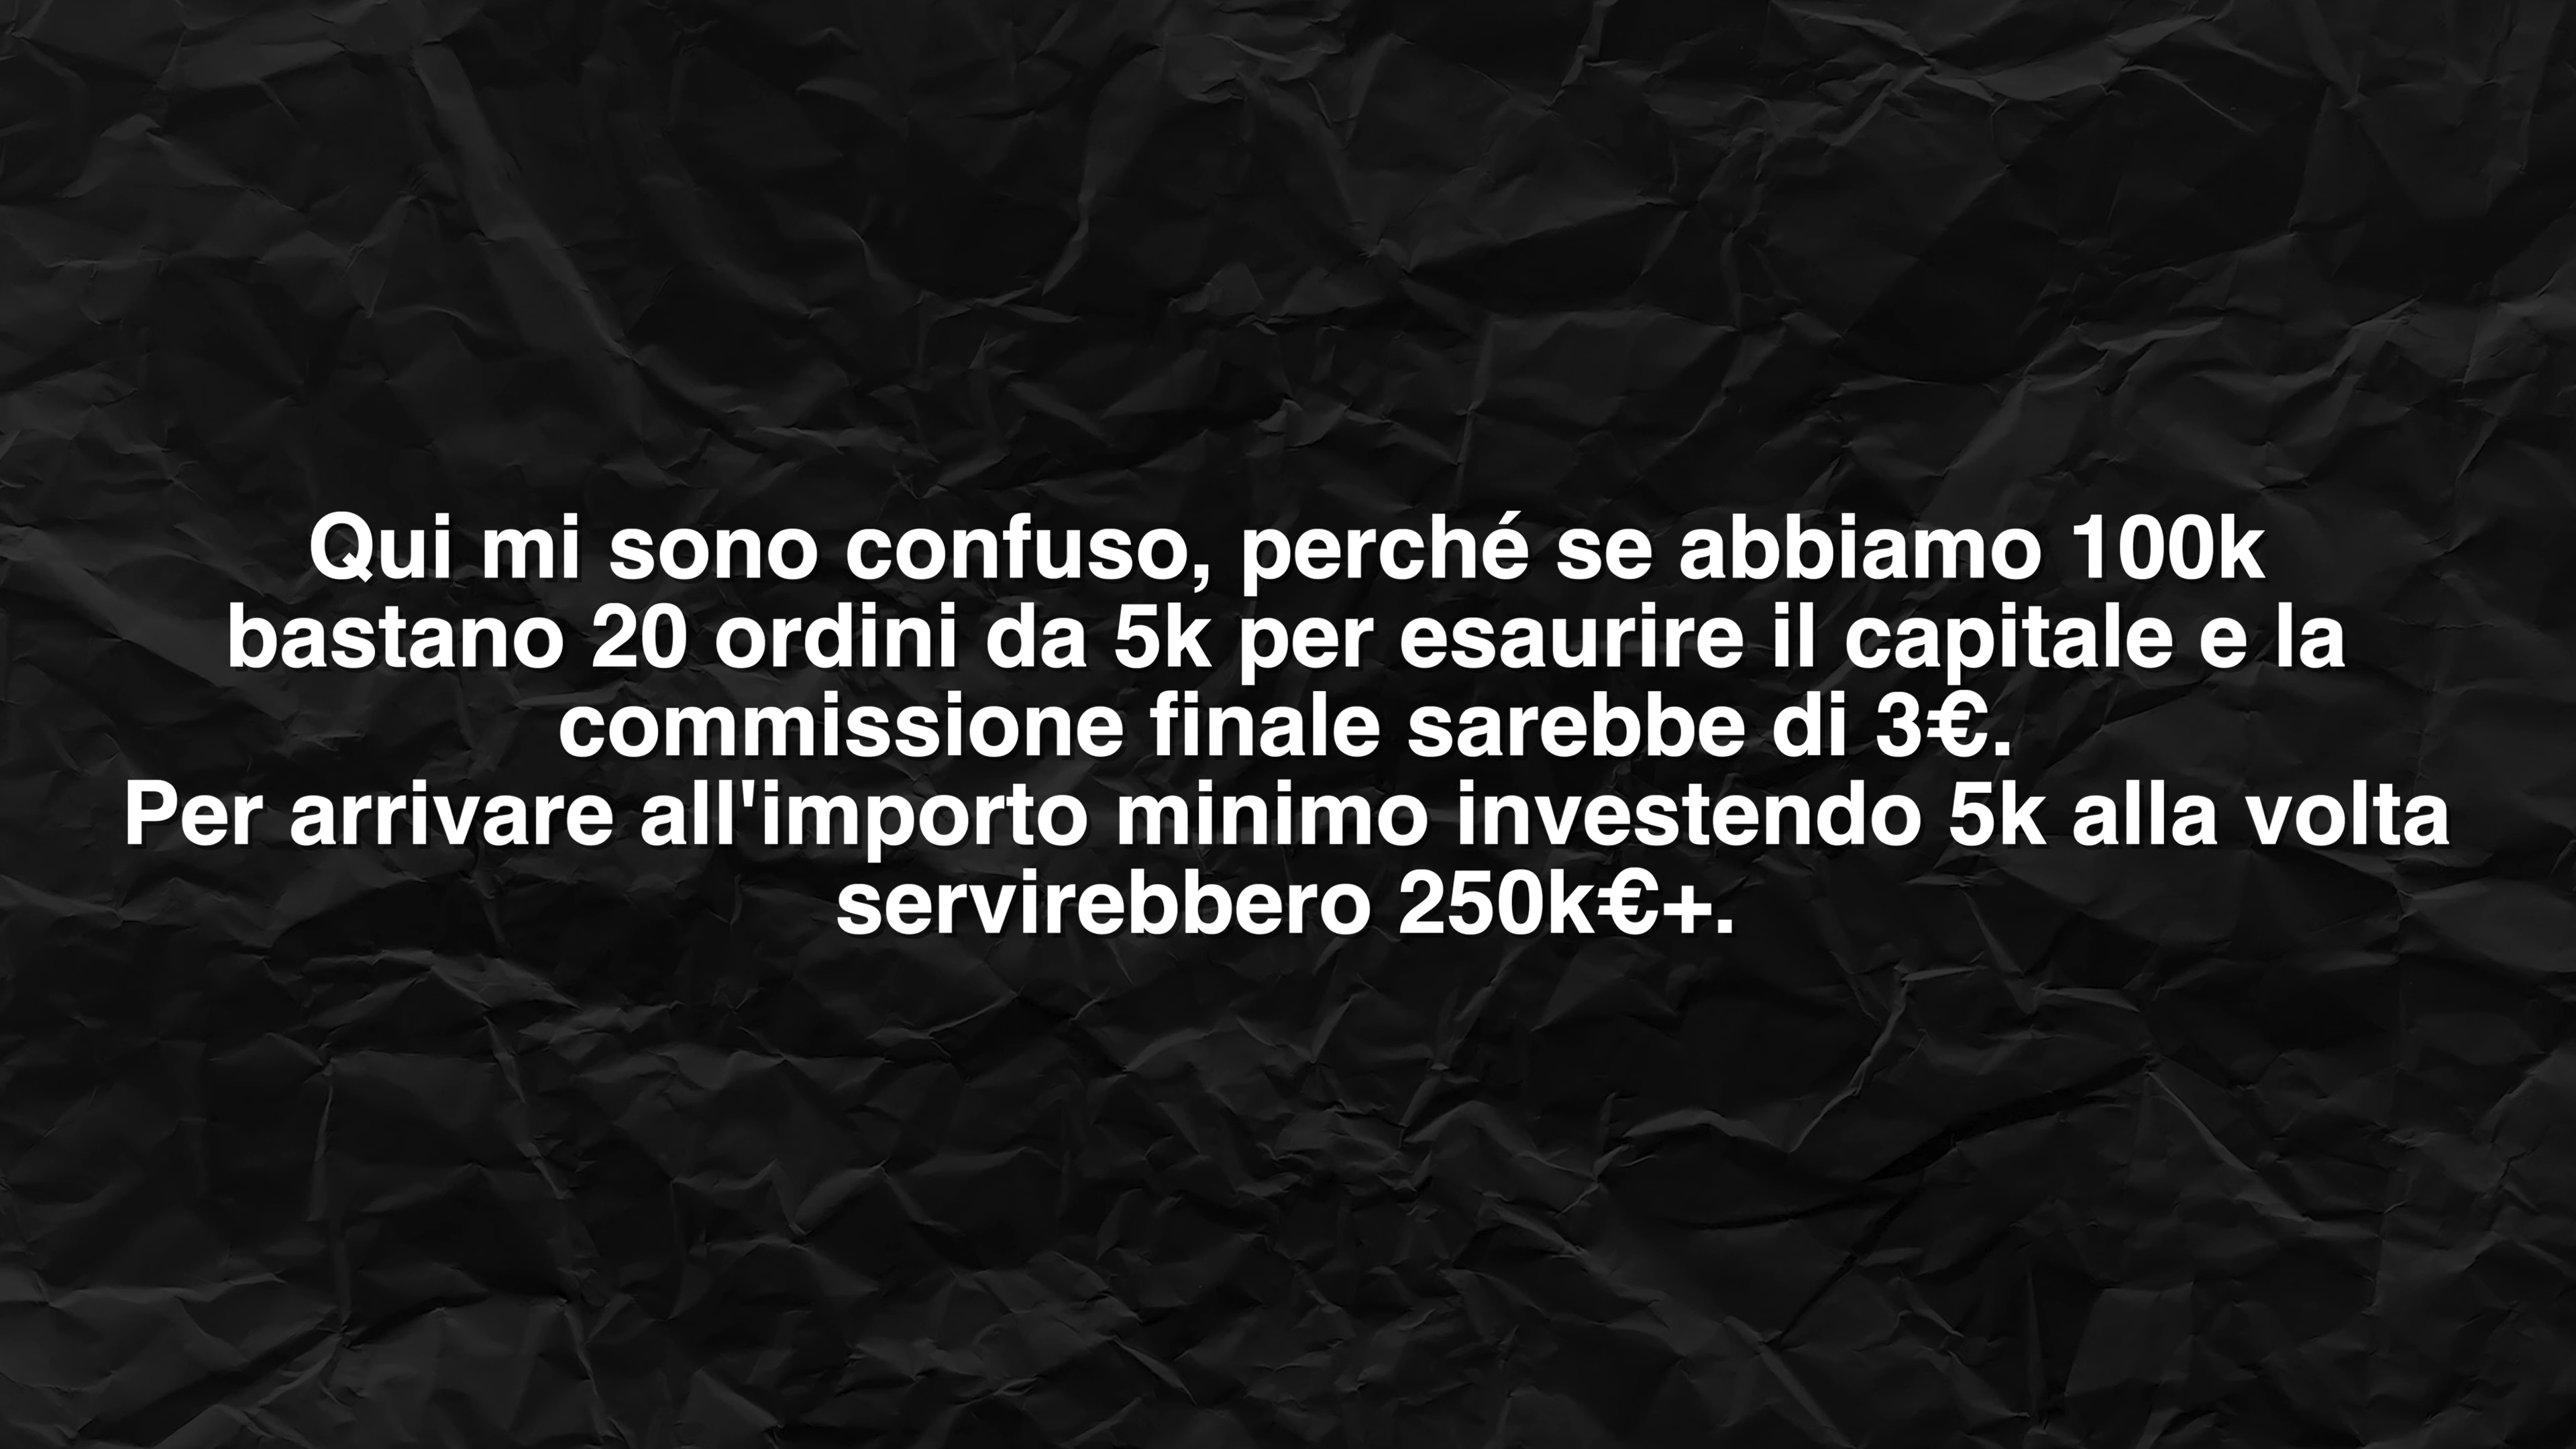 Qui mi sono confuso, perché se abbiamo 100k
bastano 20 ordini da 5k per esaurire il capitale e la
commissione finale sarebbe di 3€.
Per arrivare all'importo minimo investendo 5k alla volta
servirebbero 250k€+.